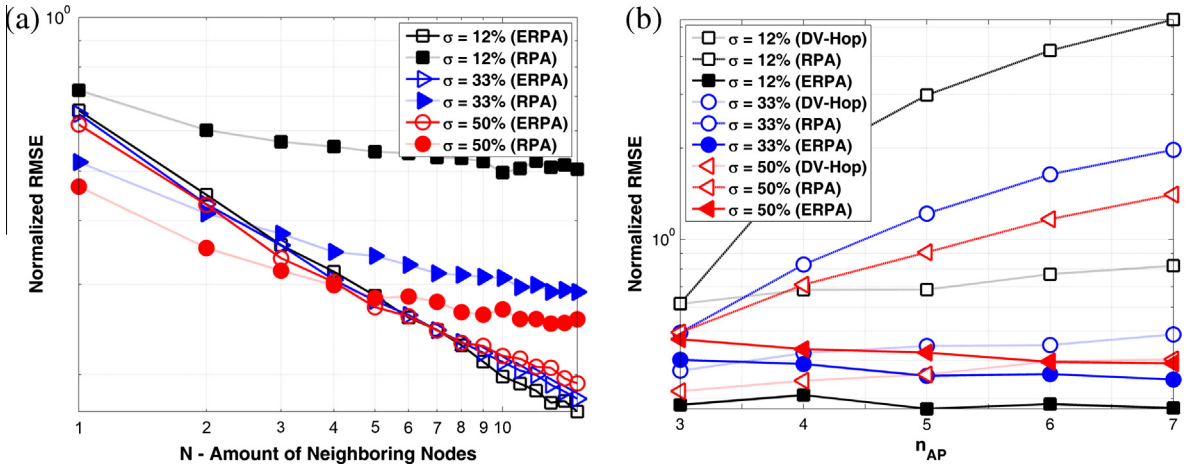 (a)
10^0
Normalized RMSE
σ = 12% (ERPA)
σ = 12% (RPA)
σ = 33% (ERPA)
σ = 33% (RPA)
σ = 50% (ERPA)
σ = 50% (RPA)
1 2 3 4 5 6 7 8 9 10
N - Amount of Neighboring Nodes
(b)
10^0
Normalized RMSE
σ = 12% (DV-Hop)
σ = 12% (RPA)
σ = 12% (ERPA)
σ = 33% (DV-Hop)
σ = 33% (RPA)
σ = 33% (ERPA)
σ = 50% (DV-Hop)
σ = 50% (RPA)
σ = 50% (ERPA)
3 4 5 6 7
n_AP